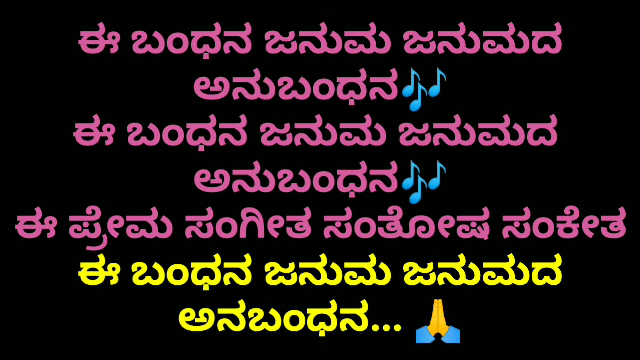 ಈ ಬಂಧನ ಜನುಮ ಜನುಮದ
ಅನುಬಂಧನ🎶
ಈ ಬಂಧನ ಜನುಮ ಜನುಮದ
ಅನುಬಂಧನ🎶
ಈ ಪ್ರೇಮ ಸಂಗೀತ ಸಂತೋಷ ಸಂಕೇತ
ಈ ಬಂಧನ ಜನುಮ ಜನುಮದ
ಅನಬಂಧನ... 🙏